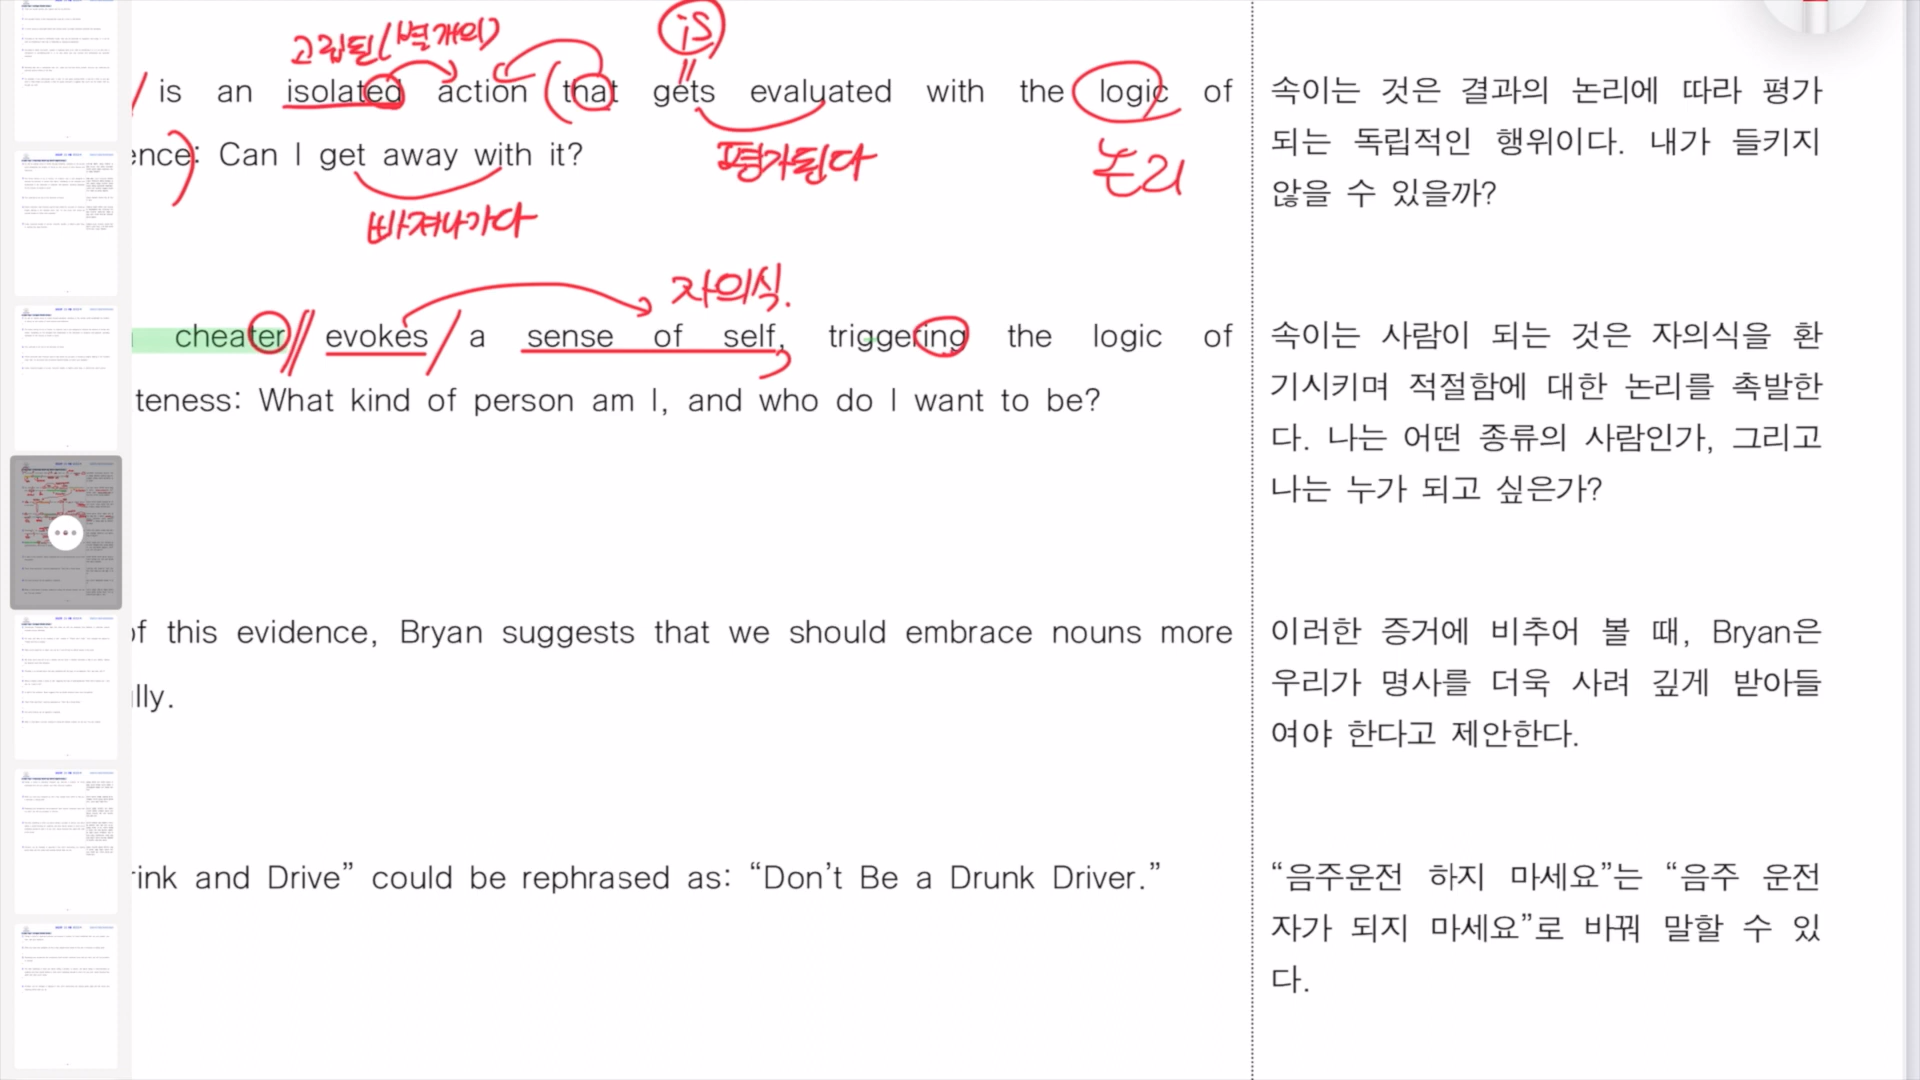 고립된(별개의)
is
is an isolated action that gets evaluated with the logic of
ence: Can I get away with it?
평가된다
논리
빠져나가다
자의식.
cheater evokes a sense of self, triggering the logic of
teness: What kind of person am I, and who do I want to be?
of this evidence, Bryan suggests that we should embrace nouns more
lly.
rink and Drive” could be rephrased as: “Don’t Be a Drunk Driver.”
속이는 것은 결과의 논리에 따라 평가
되는 독립적인 행위이다. 내가 들키지
않을 수 있을까?
속이는 사람이 되는 것은 자의식을 환
기시키며 적절함에 대한 논리를 촉발한
다. 나는 어떤 종류의 사람인가, 그리고
나는 누가 되고 싶은가?
이러한 증거에 비추어 볼 때, Bryan은
우리가 명사를 더욱 사려 깊게 받아들
여야 한다고 제안한다.
“음주운전 하지 마세요”는 “음주 운전
자가 되지 마세요”로 바꿔 말할 수 있
다.